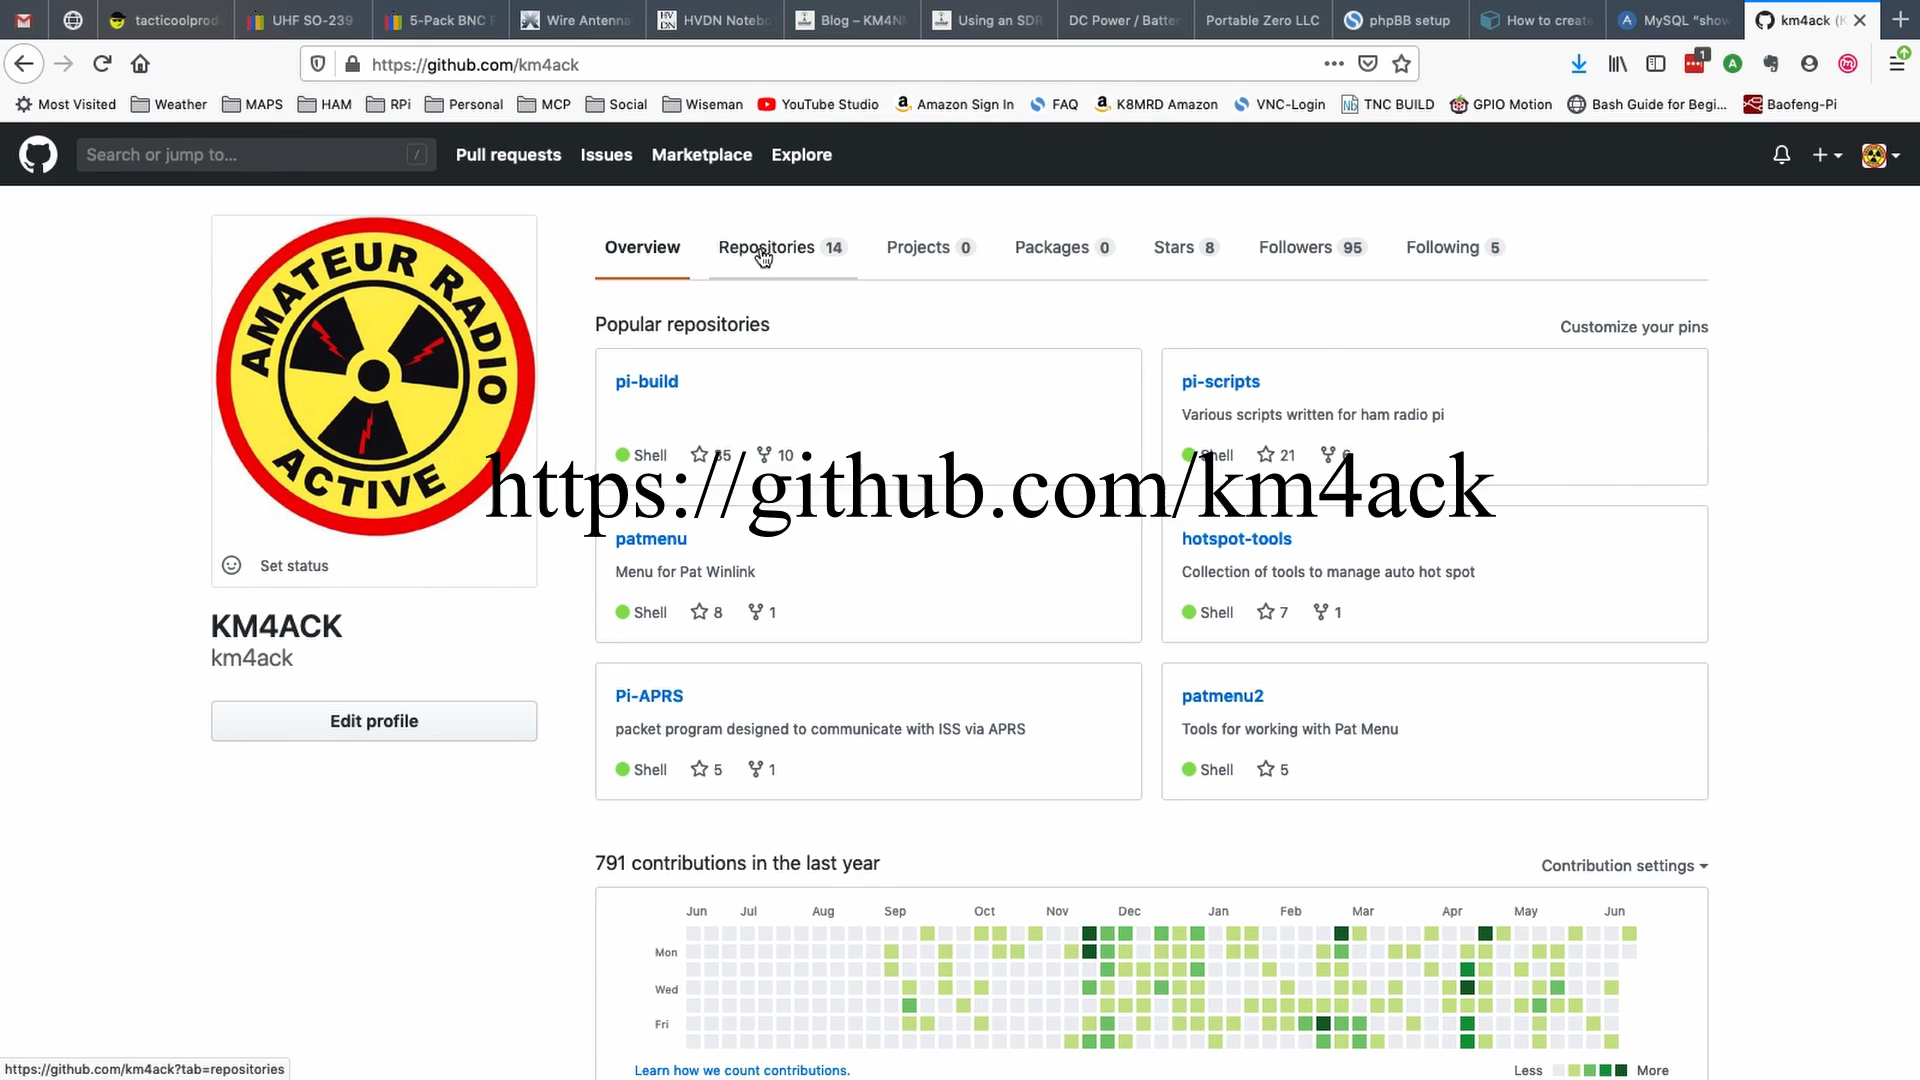 tacticoolprod
UHF SO-239
5-Pack BNC F
Wire Antenna
HVDN Notebo
Blog – KM4N
Using an SDR
DC Power / Batter
Portable Zero LLC
phpBB setup
How to create
MySQL "show
km4ack (K
https://github.com/km4ack
1
Most Visited
Weather
MAPS
HAM
RPi
Personal
MCP
Social
Wiseman
YouTube Studio
Amazon Sign In
FAQ
K8MRD Amazon
VNC-Login
TNC BUILD
GPIO Motion
Bash Guide for Begi...
Baofeng-Pi
Search or jump to...
/
Pull requests
Issues
Marketplace
Explore
AMATEUR RADIO
ACTIVE
Set status
KM4ACK
km4ack
Edit profile
Overview
Repositories 14
Projects 0
Packages 0
Stars 8
Followers 95
Following 5
Popular repositories
Customize your pins
pi-build
Shell
10
pi-scripts
Various scripts written for ham radio pi
Shell
21
https://github.com/km4ack
patmenu
Menu for Pat Winlink
Shell
8
1
hotspot-tools
Collection of tools to manage auto hot spot
Shell
7
1
Pi-APRS
packet program designed to communicate with ISS via APRS
Shell
5
1
patmenu2
Tools for working with Pat Menu
Shell
5
791 contributions in the last year
Contribution settings
Jun Jul Aug Sep Oct Nov Dec Jan Feb Mar Apr May Jun
Mon
Wed
Fri
Learn how we count contributions.
Less
More
https://github.com/km4ack?tab=repositories